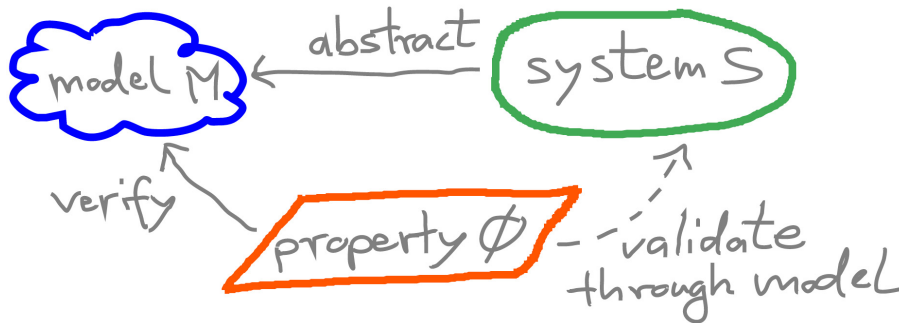 abstract
model M
system S
verify
property ϕ
validate
through model